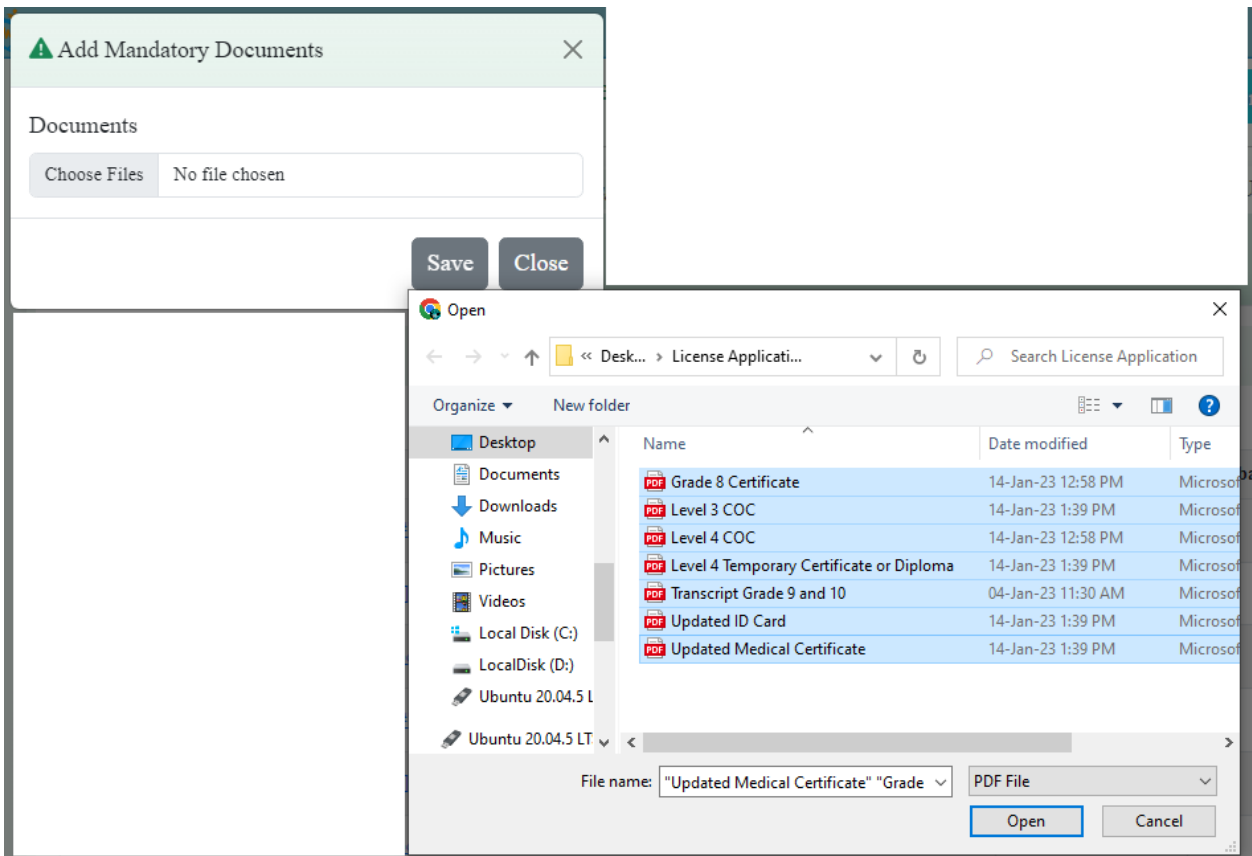 Add Mandatory Documents
Documents
Choose Files No file chosen
Save Close
Open
« Desk... › License Applicati... Search License Application
Organize New folder
Name Date modified Type
Desktop
Documents
Downloads
Music
Pictures
Videos
Local Disk (C:)
LocalDisk (D:)
Ubuntu 20.04.5 L
Ubuntu 20.04.5 LT
Grade 8 Certificate 14-Jan-23 12:58 PM Microsof
Level 3 COC 14-Jan-23 1:39 PM Microsof
Level 4 COC 14-Jan-23 12:58 PM Microsof
Level 4 Temporary Certificate or Diploma 14-Jan-23 1:39 PM Microsof
Transcript Grade 9 and 10 04-Jan-23 11:30 AM Microsof
Updated ID Card 14-Jan-23 1:39 PM Microsof
Updated Medical Certificate 14-Jan-23 1:39 PM Microsof
File name: "Updated Medical Certificate" "Grade PDF File
Open Cancel